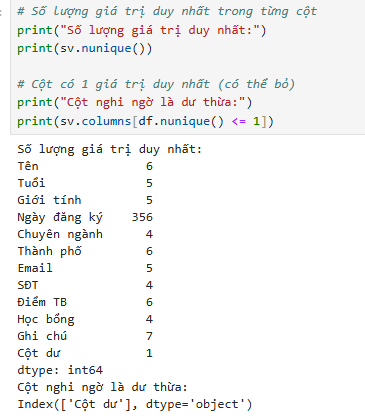 # Số lượng giá trị duy nhất trong từng cột
print("Số lượng giá trị duy nhất:")
print(sv.nunique())
# Cột có 1 giá trị duy nhất (có thể bỏ)
print("Cột nghi ngờ là dư thừa:")
print(sv.columns[df.nunique() <= 1])
Số lượng giá trị duy nhất:
Tên 6
Tuổi 5
Giới tính 5
Ngày đăng ký 356
Chuyên ngành 4
Thành phố 6
Email 5
SĐT 4
Điểm TB 6
Học bổng 4
Ghi chú 7
Cột dư 1
dtype: int64
Cột nghi ngờ là dư thừa:
Index(['Cột dư'], dtype='object')